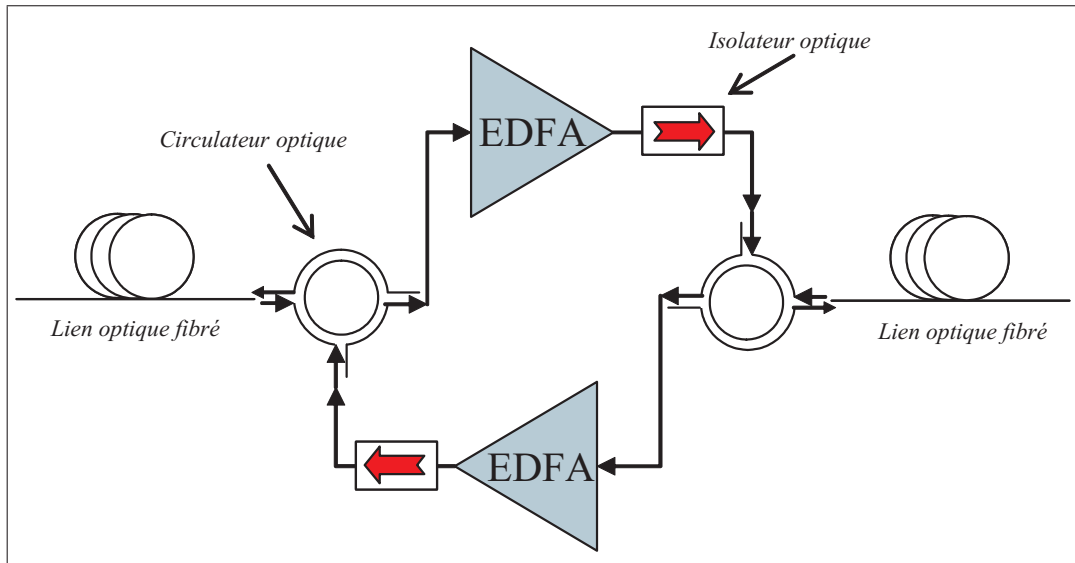 Isolateur optique
EDFA
Circulateur optique
Lien optique fibré
Lien optique fibré
EDFA